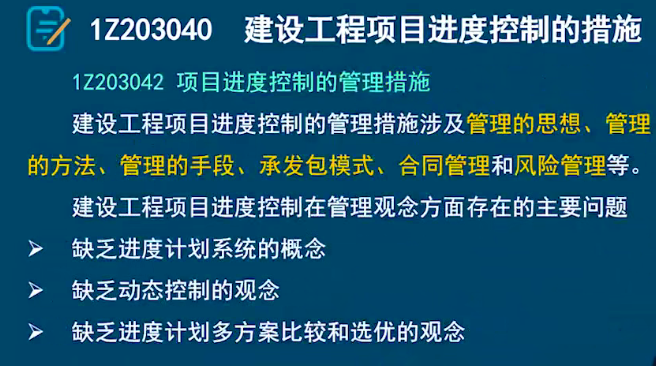 1Z203040 建设工程项目进度控制的措施
1Z203042 项目进度控制的管理措施
建设工程项目进度控制的管理措施涉及管理的思想、管理
的方法、管理的手段、承发包模式、合同管理和风险管理等。
建设工程项目进度控制在管理观念方面存在的主要问题
➢ 缺乏进度计划系统的概念
➢ 缺乏动态控制的观念
➢ 缺乏进度计划多方案比较和选优的观念